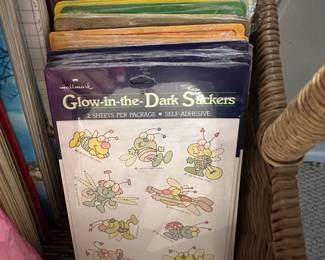 Hallmark
Glow-in-the-Dark Stickers
2 SHEETS PER PACKAGE • SELF-ADHESIVE